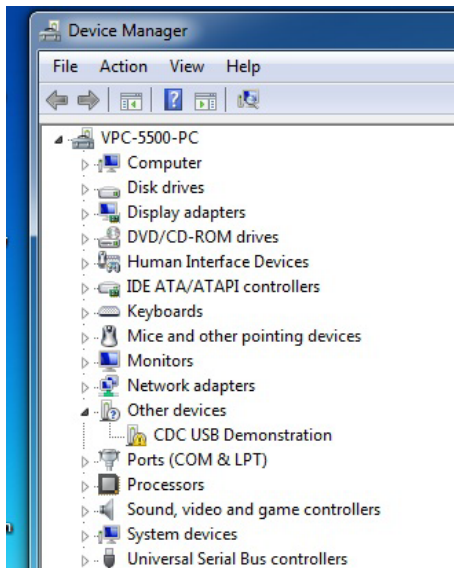 Device Manager
File Action View Help
VPC-5500-PC
Computer
Disk drives
Display adapters
DVD/CD-ROM drives
Human Interface Devices
IDE ATA/ATAPI controllers
Keyboards
Mice and other pointing devices
Monitors
Network adapters
Other devices
CDC USB Demonstration
Ports (COM & LPT)
Processors
Sound, video and game controllers
System devices
Universal Serial Bus controllers